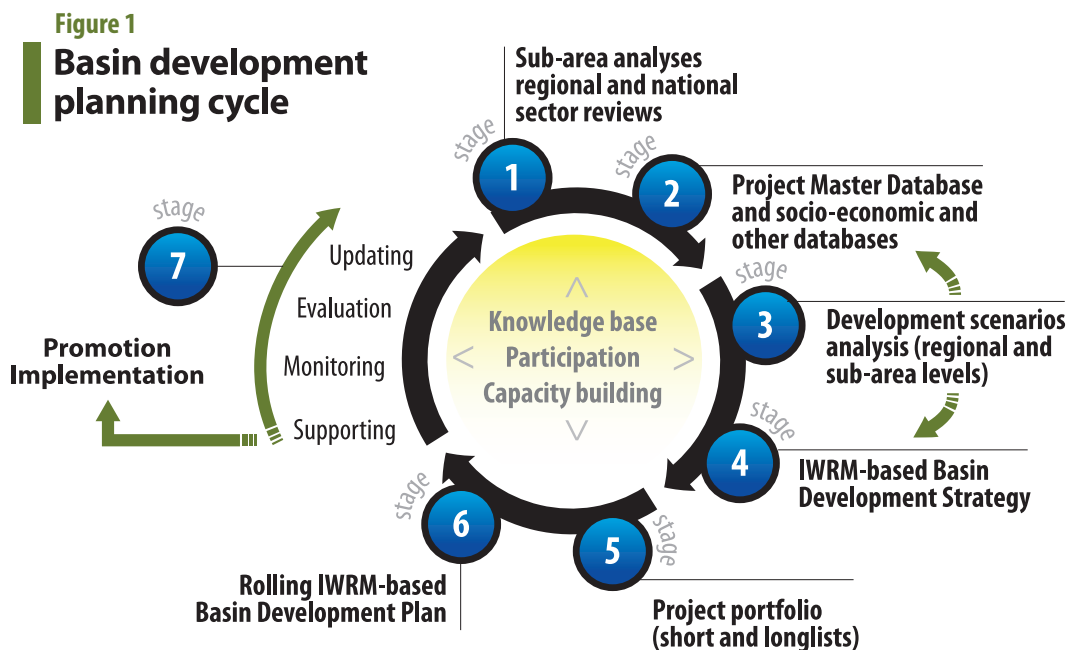 Figure 1
Basin development
planning cycle
stage
1
Sub-area analyses
regional and national
sector reviews
stage
2
Project Master Database
and socio-economic and
other databases
stage
3
Development scenarios
analysis (regional and
sub-area levels)
stage
4
IWRM-based Basin
Development Strategy
stage
5
Project portfolio
(short and longlists)
stage
6
Rolling IWRM-based
Basin Development Plan
stage
7
Updating
Evaluation
Monitoring
Supporting
Promotion
Implementation
Knowledge base
Participation
Capacity building